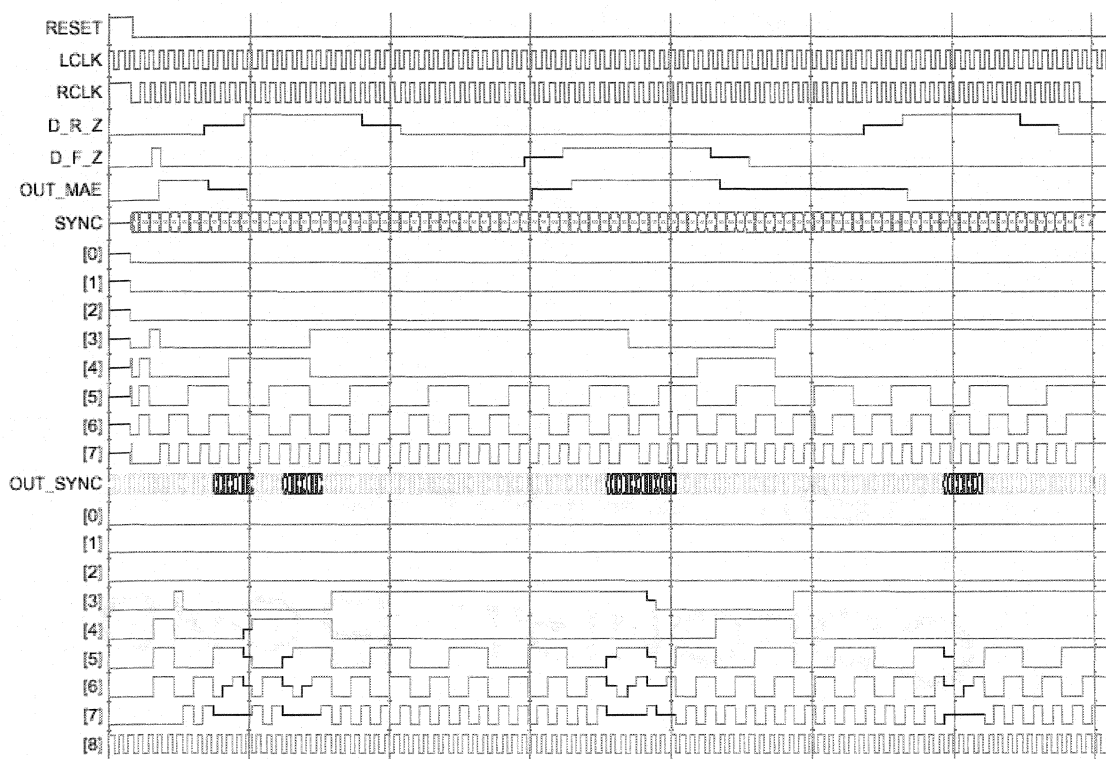 RESET
LCLK
RCLK
D_R_Z
D_F_Z
OUT_MAE
SYNC
[0]
[1]
[2]
[3]
[4]
[5]
[6]
[7]
OUT_SYNC
[0]
[1]
[2]
[3]
[4]
[5]
[6]
[7]
[8]